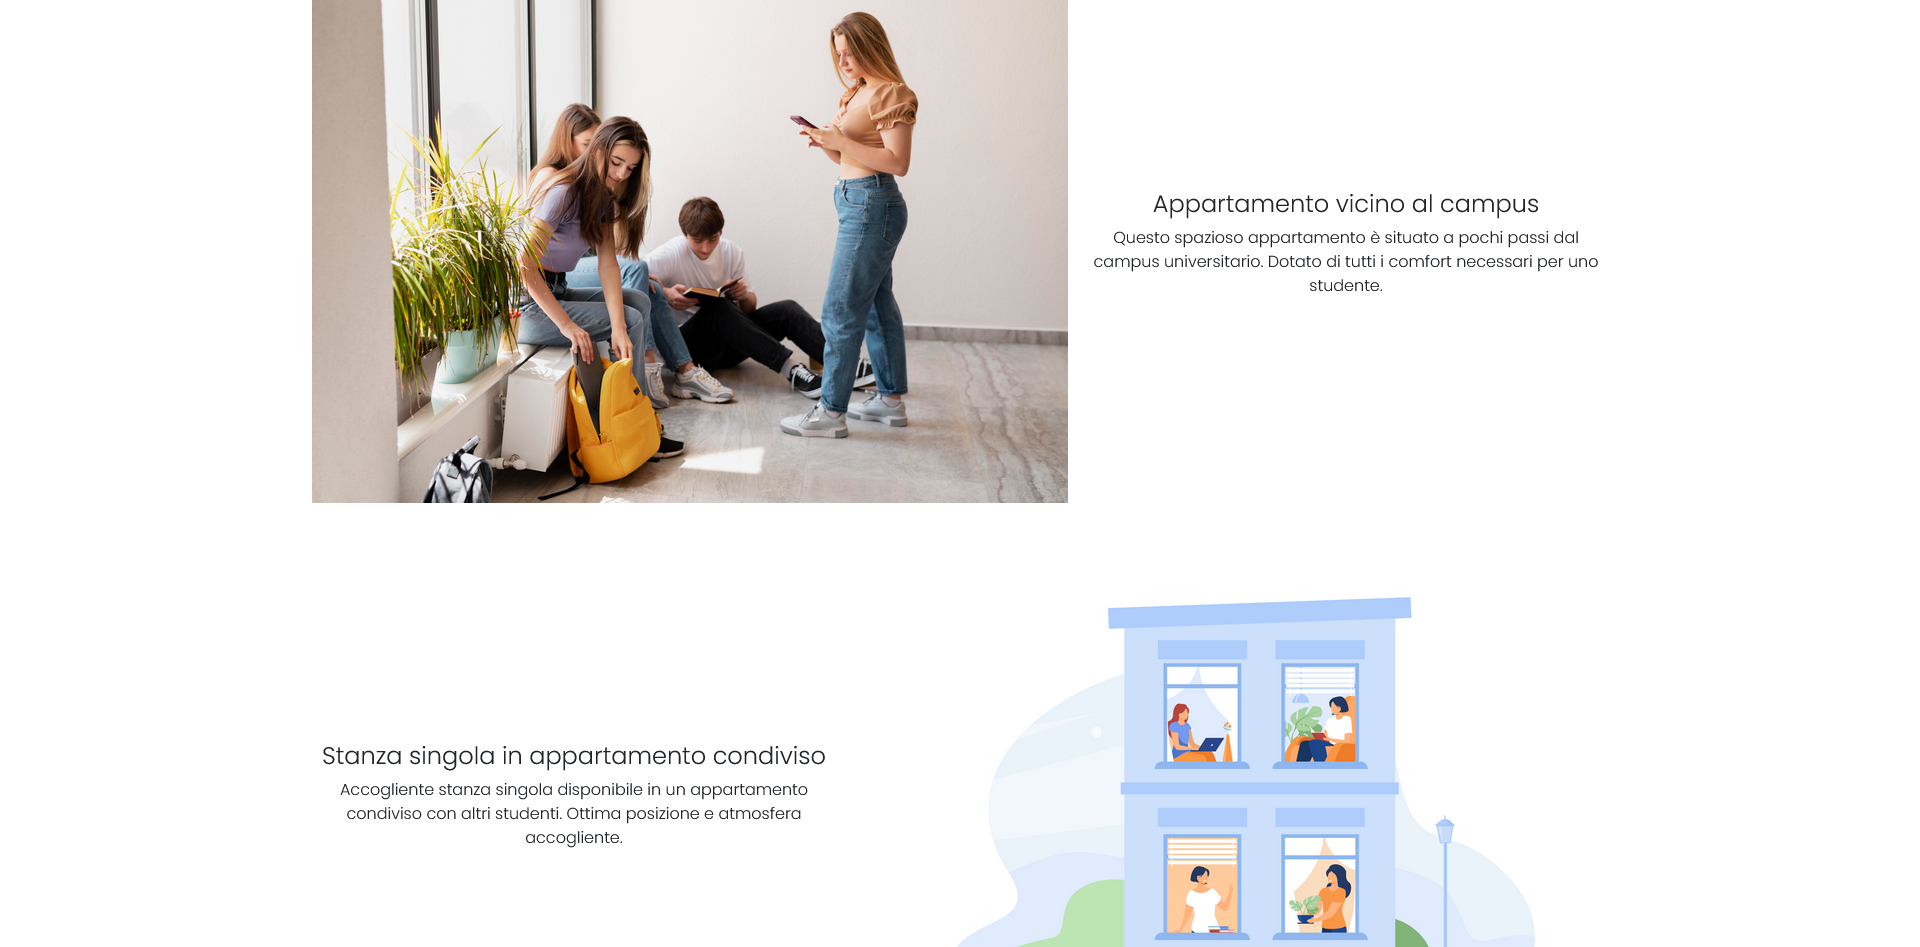 Appartamento vicino al campus
Questo spazioso appartamento è situato a pochi passi dal
campus universitario. Dotato di tutti i comfort necessari per uno
studente.
Stanza singola in appartamento condiviso
Accogliente stanza singola disponibile in un appartamento
condiviso con altri studenti. Ottima posizione e atmosfera
accogliente.